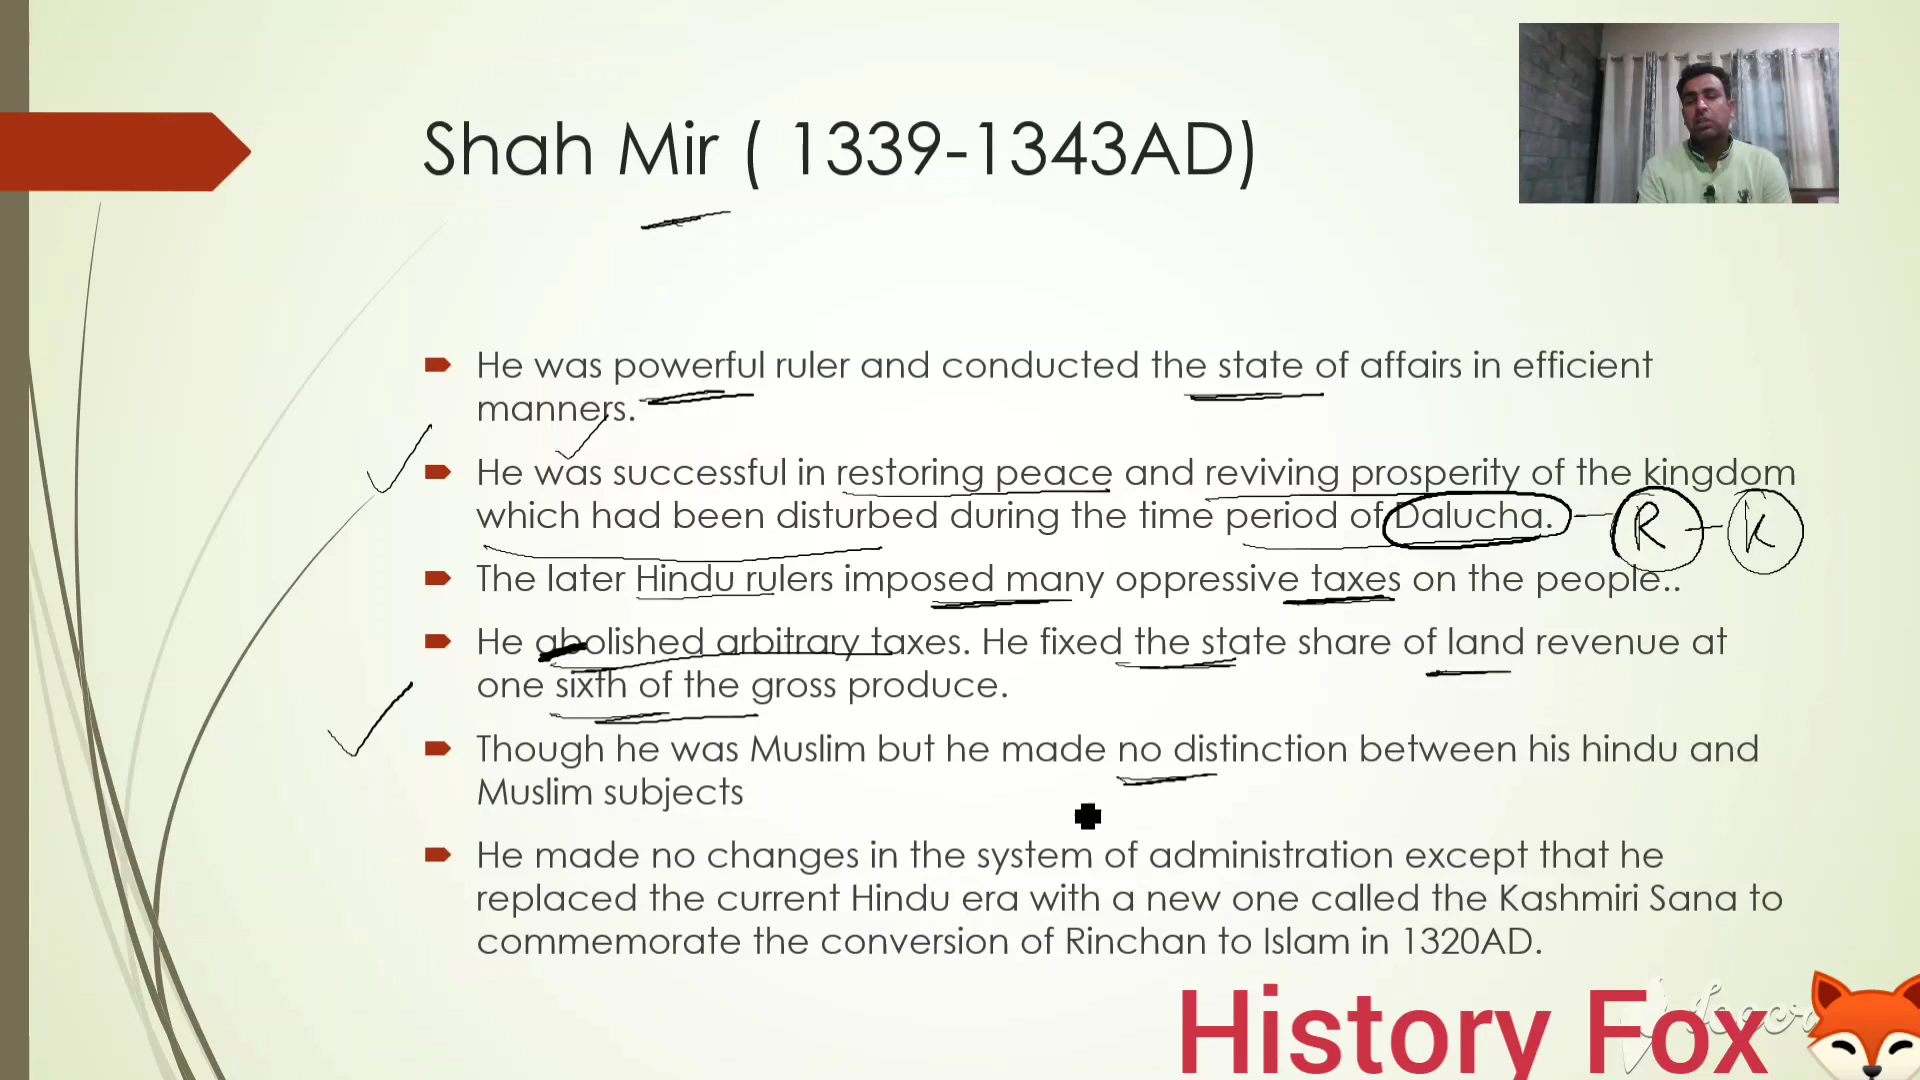 Shah Mir ( 1339-1343AD)
He was powerful ruler and conducted the state of affairs in efficient
manners.
He was successful in restoring peace and reviving prosperity of the kingdom
which had been disturbed during the time period of Dalucha. R K
The later Hindu rulers imposed many oppressive taxes on the people..
He abolished arbitrary taxes. He fixed the state share of land revenue at
one sixth of the gross produce.
Though he was Muslim but he made no distinction between his hindu and
Muslim subjects
He made no changes in the system of administration except that he
replaced the current Hindu era with a new one called the Kashmiri Sana to
commemorate the conversion of Rinchan to Islam in 1320AD.
History Fox